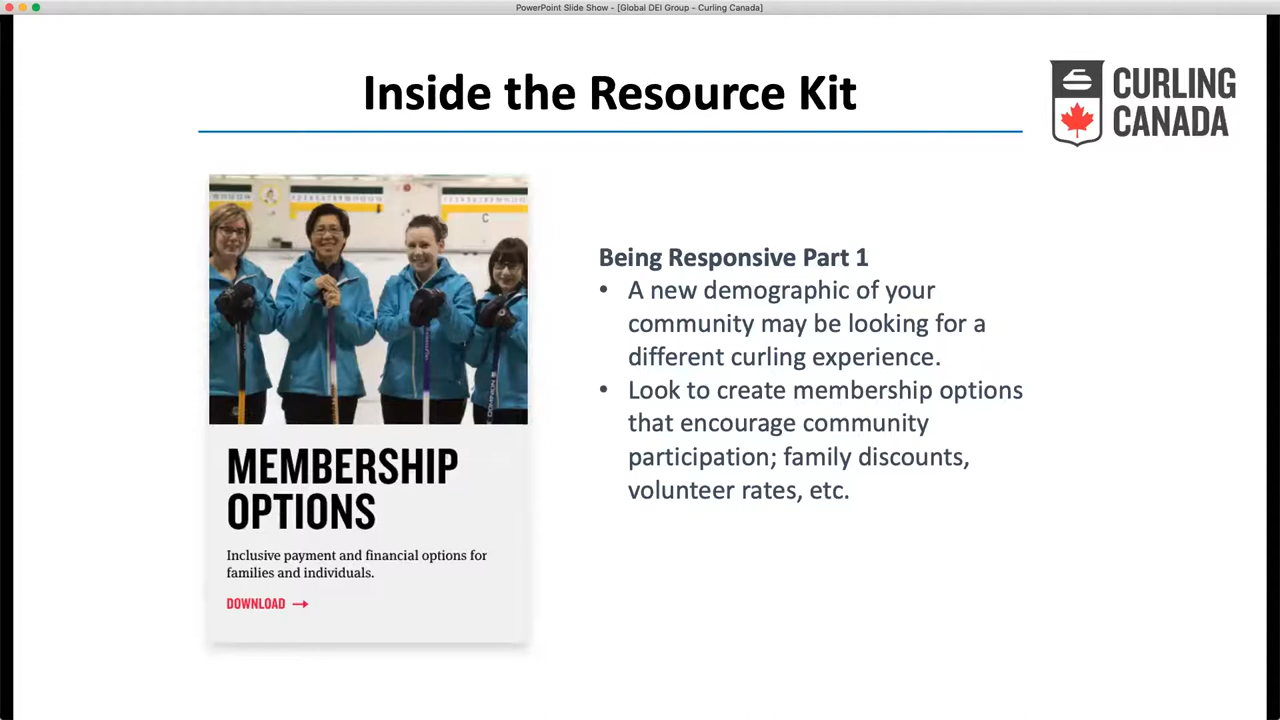 PowerPoint Slide Show - [Global DEI Group - Curling Canada]
Inside the Resource Kit
CURLING
CANADA
C
Being Responsive Part 1
• A new demographic of your
community may be looking for a
different curling experience.
• Look to create membership options
that encourage community
participation; family discounts,
volunteer rates, etc.
MEMBERSHIP
OPTIONS
Inclusive payment and financial options for
families and individuals.
DOWNLOAD →